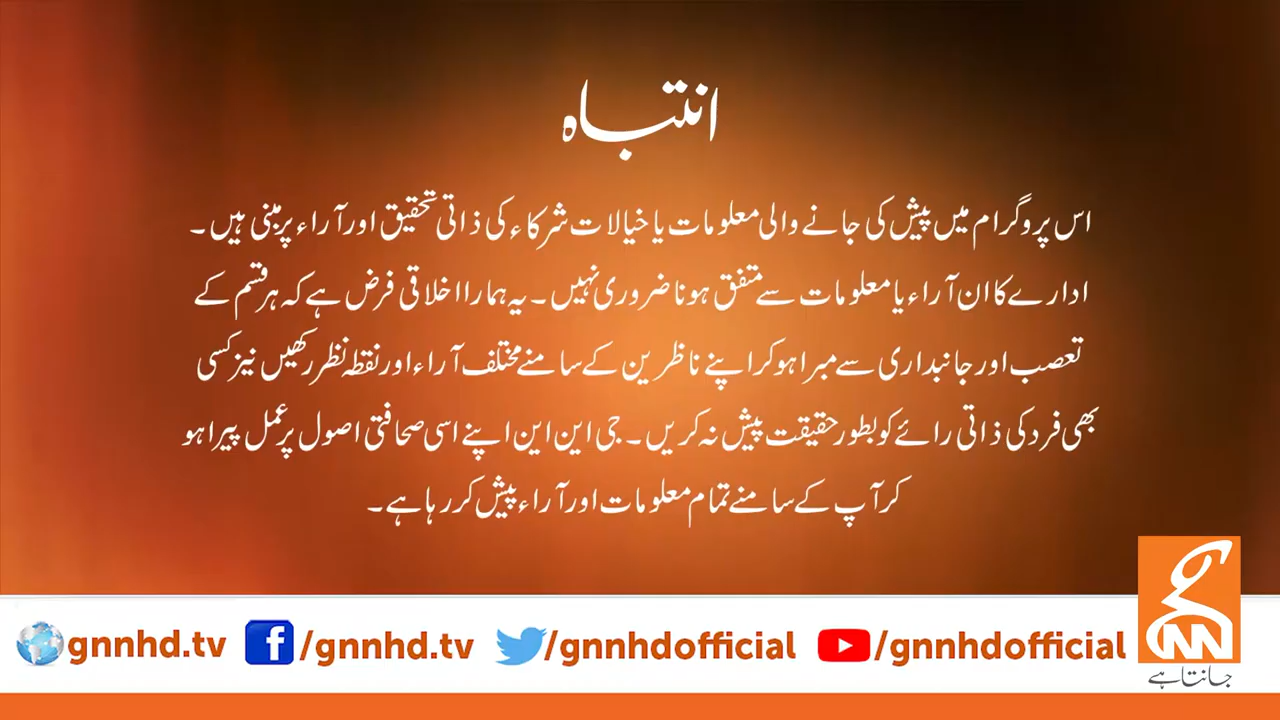 انتباہ
اس پروگرام میں پیش کی جانے والی معلومات یا خیالات شرکاء کی ذاتی تحقیق اور آراء پر مبنی ہیں۔
ادارے کا ان آراء یا معلومات سے متفق ہونا ضروری نہیں۔ یہ ہمارا اخلاقی فرض ہے کہ ہر قسم کے
تعصب اور جانبداری سے مبرا ہو کر اپنے ناظرین کے سامنے مختلف آراء اور نقطہ نظر رکھیں نیز کسی
بھی فرد کی ذاتی رائے کو بطور حقیقت پیش نہ کریں۔ جی این این اپنے اسی صحافتی اصول پر عمل پیرا ہو
کر آپ کے سامنے تمام معلومات اور آراء پیش کر رہا ہے۔
gnnhd.tv /gnnhd.tv /gnnhdofficial /gnnhdofficial
GNN
جانتا ہے